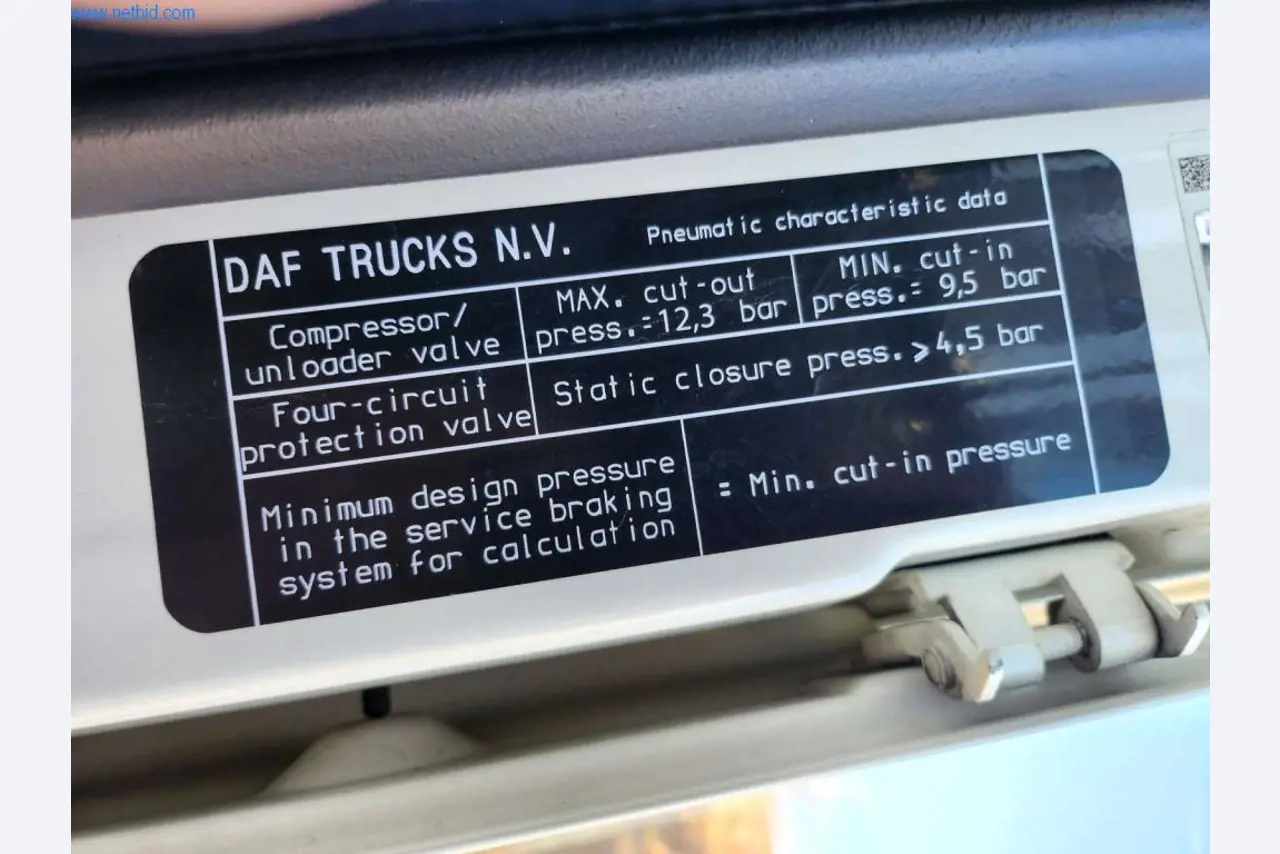 www.netbid.com
DAF TRUCKS N.V.
Pneumatic characteristic data
Compressor/
unloader valve
MAX. cut-out
press.=12,3 bar
MIN. cut-in
press.= 9,5 bar
Four-circuit
protection valve
Static closure press. ⩾4,5 bar
Minimum design pressure
in the service braking
system for calculation
= Min. cut-in pressure